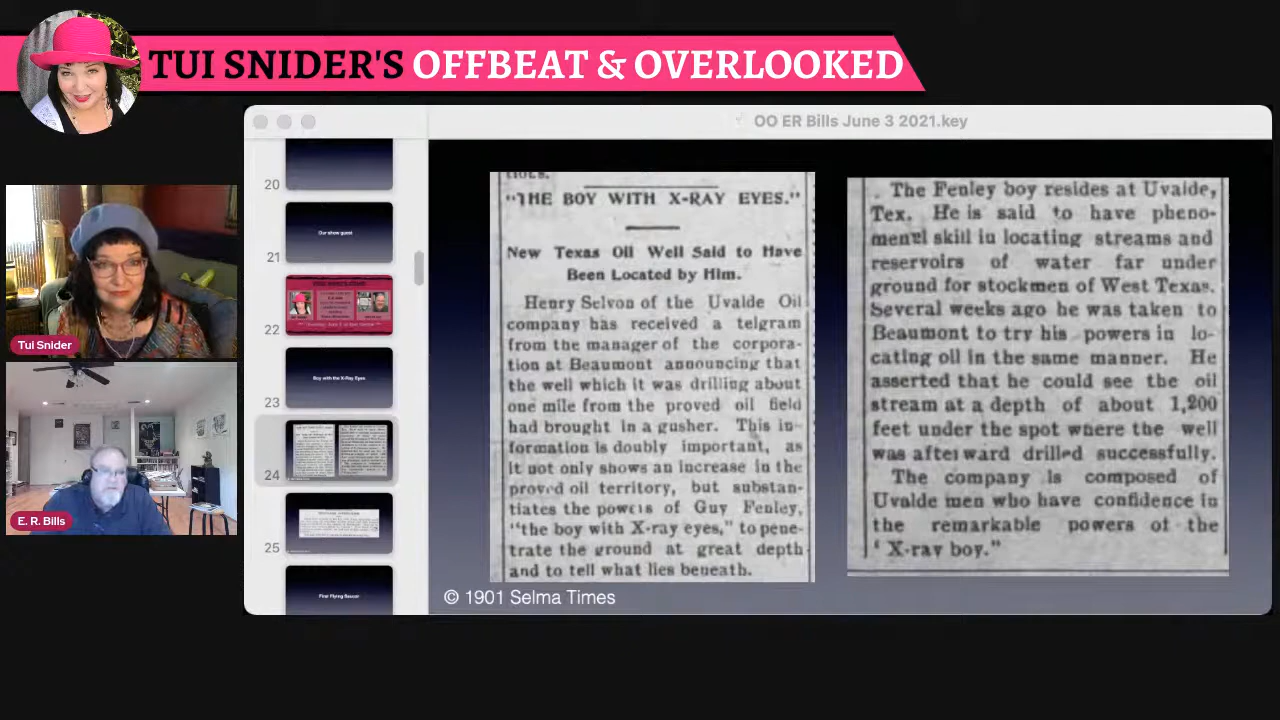 TUI SNIDER'S OFFBEAT & OVERLOOKED
OO ER Bills June 3 2021.key
20
Our show guest
21
22
Boy with the X-Ray Eyes
23
24
25
First Flying Saucer
Tui Snider
E. R. Bills
"THE BOY WITH X-RAY EYES."
New Texas Oil Well Said to Have
Been Located by Him.
Henry Selvon of the Uvalde Oil
company has received a telgram
from the manager of the corpora-
tion at Beaumont announcing that
the well which it was drilling about
one mile from the proved oil field
had brought in a gusher. This in-
formation is doubly important, as
it not only shows an increase in the
proved oil territory, but substan-
tiates the powers of Guy Fenley,
"the boy with X-ray eyes," to pene-
trate the ground at great depth
and to tell what lies beneath.
The Fenley boy resides at Uvalde,
Tex. He is said to have pheno-
menel skill in locating streams and
reservoirs of water far under
ground for stockmen of West Texas.
Several weeks ago he was taken to
Beaumont to try his powers in lo-
cating oil in the same manner. He
asserted that he could see the oil
stream at a depth of about 1,200
feet under the spot where the well
was afterward drilled successfully.
The company is composed of
Uvalde men who have confidence in
the remarkable powers of the
' X-ray boy."
© 1901 Selma Times